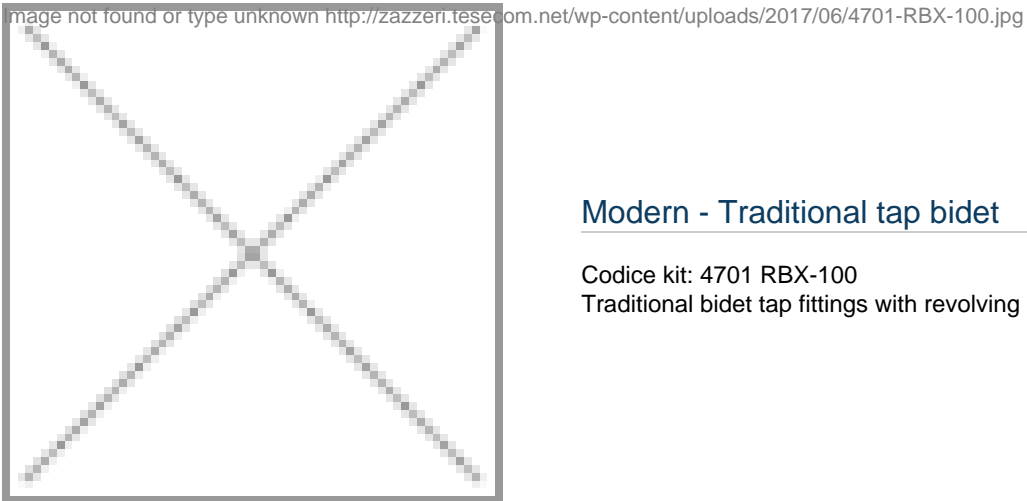 Image not found or type unknown http://zazzeri.tesecom.net/wp-content/uploads/2017/06/4701-RBX-100.jpg
Modern - Traditional tap bidet
Codice kit: 4701 RBX-100
Traditional bidet tap fittings with revolving